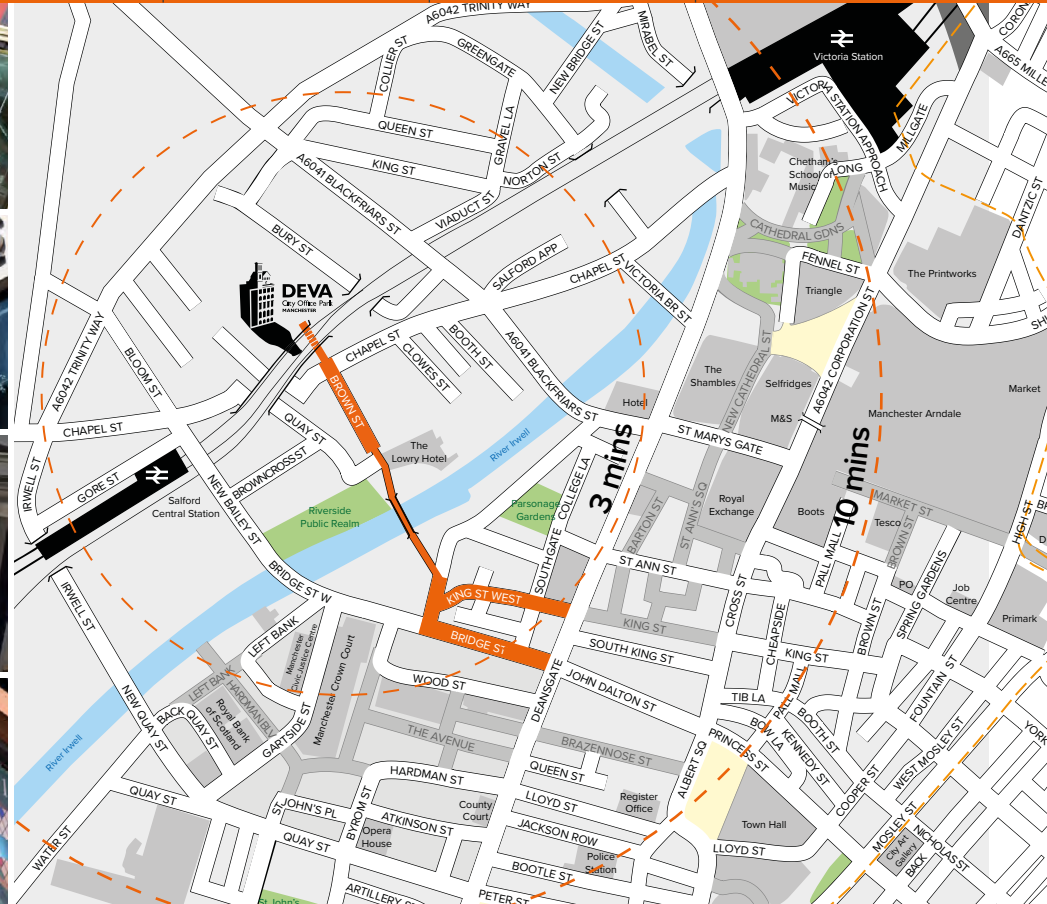 A6042 TRINITY WAY
MIRABEL ST
CORON
COLLIER ST
GREENGATE
NEW BRIDGE ST
Victoria Station
A665 MILLE
VICTORIA STATION APPROACH
MILLGATE
QUEEN ST
GRAVEL LA
KING ST
NORTON ST
A6041 BLACKFRIARS ST
VIADUCT ST
Chetham's
School of
Music
LONG
DANTZIC ST
BURY ST
CATHEDRAL GDNS
FENNEL ST
SALFORD APP
CHAPEL ST
VICTORIA BR ST
The Printworks
Triangle
DEVA
City Office Park
MANCHESTER
A6042 TRINITY WAY
BLOOM ST
CHAPEL ST
BOOTH ST
CLOWES ST
A6041 BLACKFRIARS ST
A6042 CORPORATION ST
SH
The
Shambles
NEW CATHEDRAL ST
Selfridges
M&S
Market
Manchester Arndale
BROWN ST
Hotel
CHAPEL ST
QUAY ST
The
Lowry Hotel
River Irwell
ST MARYS GATE
3 mins
10 mins
IRWELL ST
GORE ST
Salford
Central Station
BROWNCROSS ST
NEW BAILEY ST
Riverside
Public Realm
Parsonage
Gardens
COLLEGE LA
SOUTHGATE
BARTON ST
ST ANN'S SQ
Royal
Exchange
Boots
MARKET ST
Tesco
BROWN ST
HIGH ST
BR
D
PALL MALL
ST ANN ST
CROSS ST
PO
SPRING GARDENS
Job
Centre
Primark
BRIDGE ST W
IRWELL ST
KING ST WEST
KING ST
BRIDGE ST
SOUTH KING ST
CHEAPSIDE
KING ST
BROWN ST
LEFT BANK
Manchester
Civic Justice Centre
Manchester Crown Court
WOOD ST
DEANSGATE
JOHN DALTON ST
TIB LA
PALL MALL
FOUNTAIN ST
LEFT BANK
HARDMAN BLV
Royal Bank
of Scotland
NEW QUAY ST
BACK QUAY ST
GARTSIDE ST
THE AVENUE
BRAZENNOSE ST
ALBERT SQ
PRINCESS ST
BOW LA
KENNEDY ST
BOOTH ST
WEST MOSLEY ST
YORK
COOPER ST
River Irwell
QUAY ST
HARDMAN ST
QUEEN ST
ST JOHN'S PL
BYROM ST
County
Court
LLOYD ST
Register
Office
Town Hall
MOSLEY ST
WATER ST
QUAY ST
Opera
House
ATKINSON ST
JACKSON ROW
LLOYD ST
City Art
Gallery
NICHOLAS ST
BACK
BOOTLE ST
Police
Station
ARTILLERY P
PETER ST
St John's